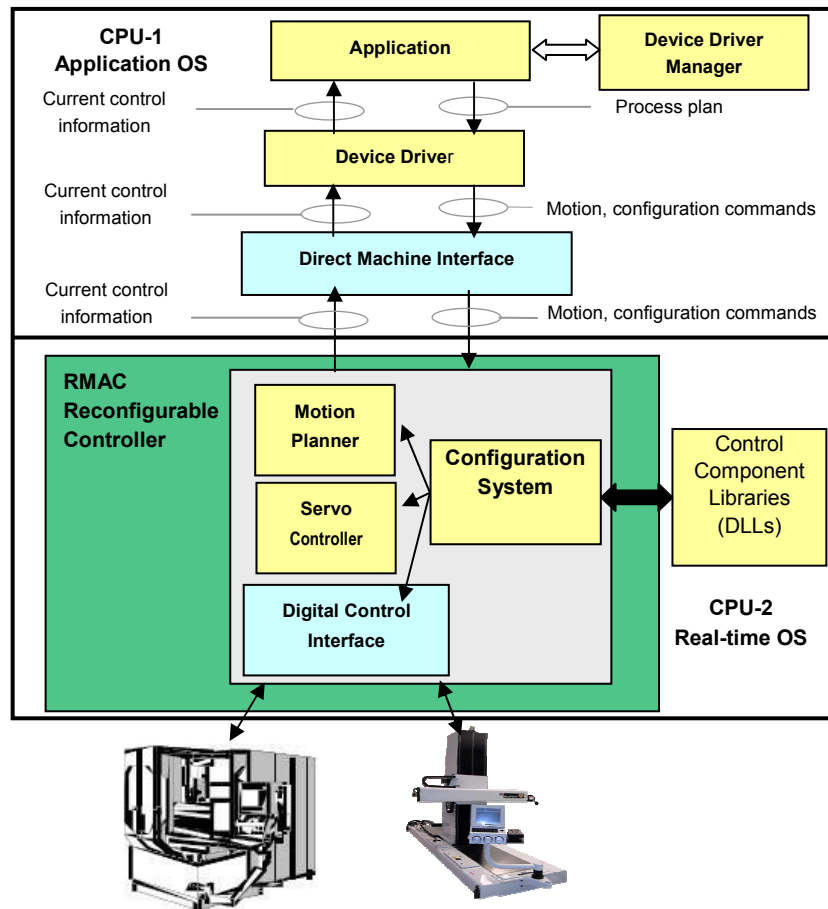 CPU-1
Application OS
Application
Device Driver
Manager
Current control
information
Process plan
Device Driver
Current control
information
Motion, configuration commands
Direct Machine Interface
Current control
information
Motion, configuration commands
RMAC
Reconfigurable
Controller
Motion
Planner
Configuration
System
Control
Component
Libraries
(DLLs)
Servo
Controller
Digital Control
Interface
CPU-2
Real-time OS